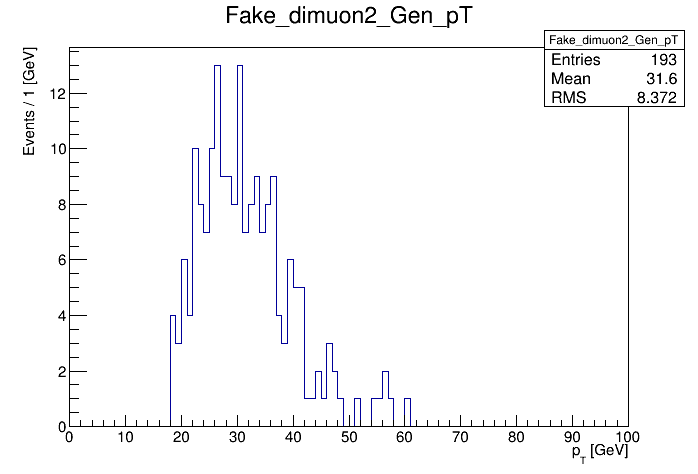 Fake_dimuon2_Gen_pT
Fake_dimuon2_Gen_pT
Entries 193
Mean 31.6
RMS 8.372
Events / 1 [GeV]
12
10
8
6
4
2
0
0 10 20 30 40 50 60 70 80 90 100
p_T [GeV]